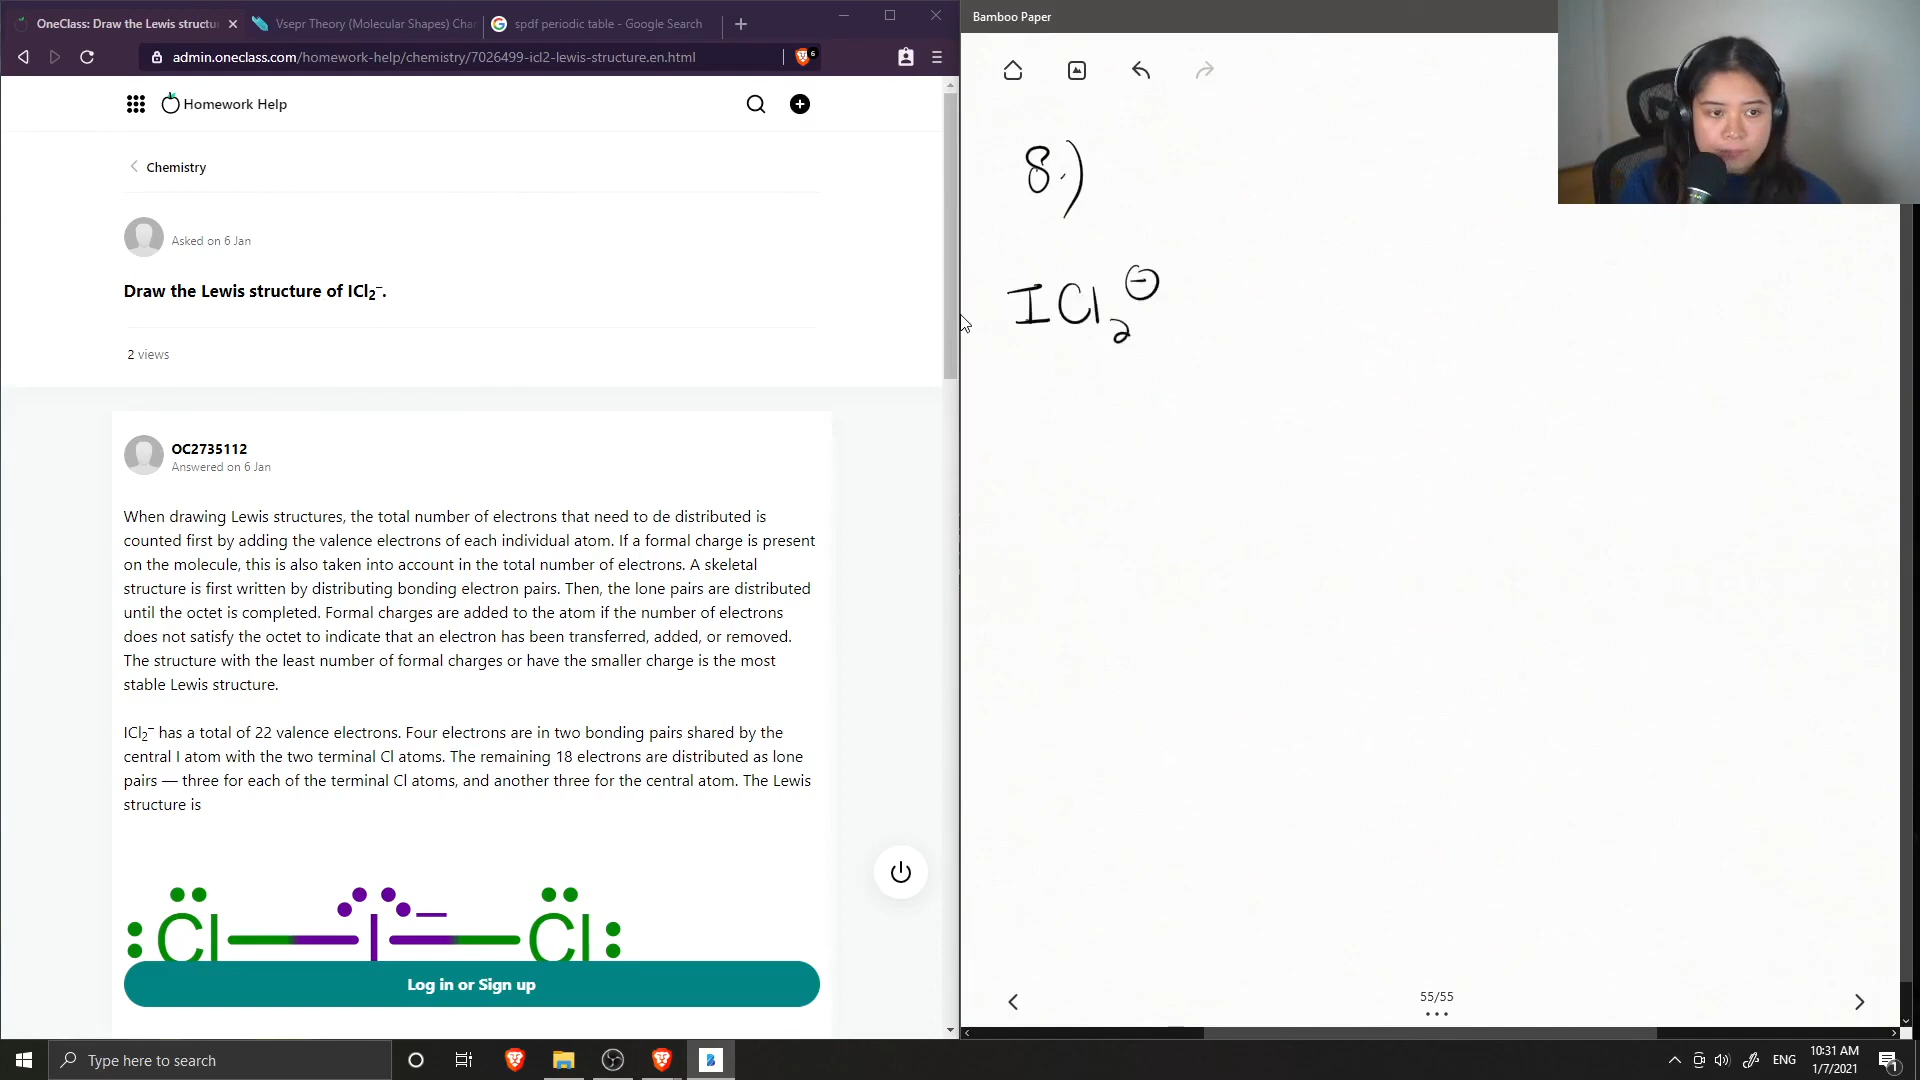 OneClass: Draw the Lewis structu
Vsepr Theory (Molecular Shapes) Char
spdf periodic table - Google Search
admin.oneclass.com/homework-help/chemistry/7026499-icl2-lewis-structure.en.html
6
Homework Help
Chemistry
Asked on 6 Jan
Draw the Lewis structure of ICl₂⁻.
2 views
OC2735112
Answered on 6 Jan
When drawing Lewis structures, the total number of electrons that need to de distributed is
counted first by adding the valence electrons of each individual atom. If a formal charge is present
on the molecule, this is also taken into account in the total number of electrons. A skeletal
structure is first written by distributing bonding electron pairs. Then, the lone pairs are distributed
until the octet is completed. Formal charges are added to the atom if the number of electrons
does not satisfy the octet to indicate that an electron has been transferred, added, or removed.
The structure with the least number of formal charges or have the smaller charge is the most
stable Lewis structure.
ICl₂⁻ has a total of 22 valence electrons. Four electrons are in two bonding pairs shared by the
central I atom with the two terminal Cl atoms. The remaining 18 electrons are distributed as lone
pairs — three for each of the terminal Cl atoms, and another three for the central atom. The Lewis
structure is
Cl I Cl
Log in or Sign up
Type here to search
Bamboo Paper
8.)
ICl₂⊖
55/55
B
ENG
10:31 AM
1/7/2021
1